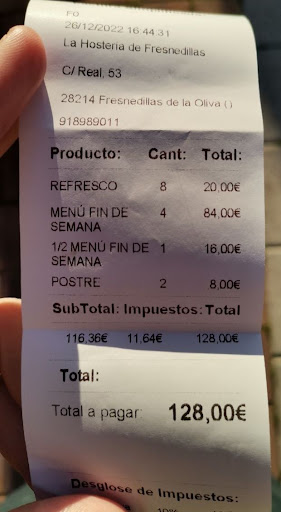 Fo
26/12/2022 16 44 31
La Hostería de Fresnedillas
C/ Real, 53
28214 Fresnedillas de la Oliva ()
918989011
Producto: Cant: Total:
REFRESCO 8 20,00€
MENÚ FIN DE 4 84,00€
SEMANA
1/2 MENÚ FIN DE 1 16,00€
SEMANA
POSTRE 2 8,00€
SubTotal: Impuestos: Total
116,36€ 11,64€ 128,00€
Total:
Total a pagar 128,00€
Desglose de Impuestos: